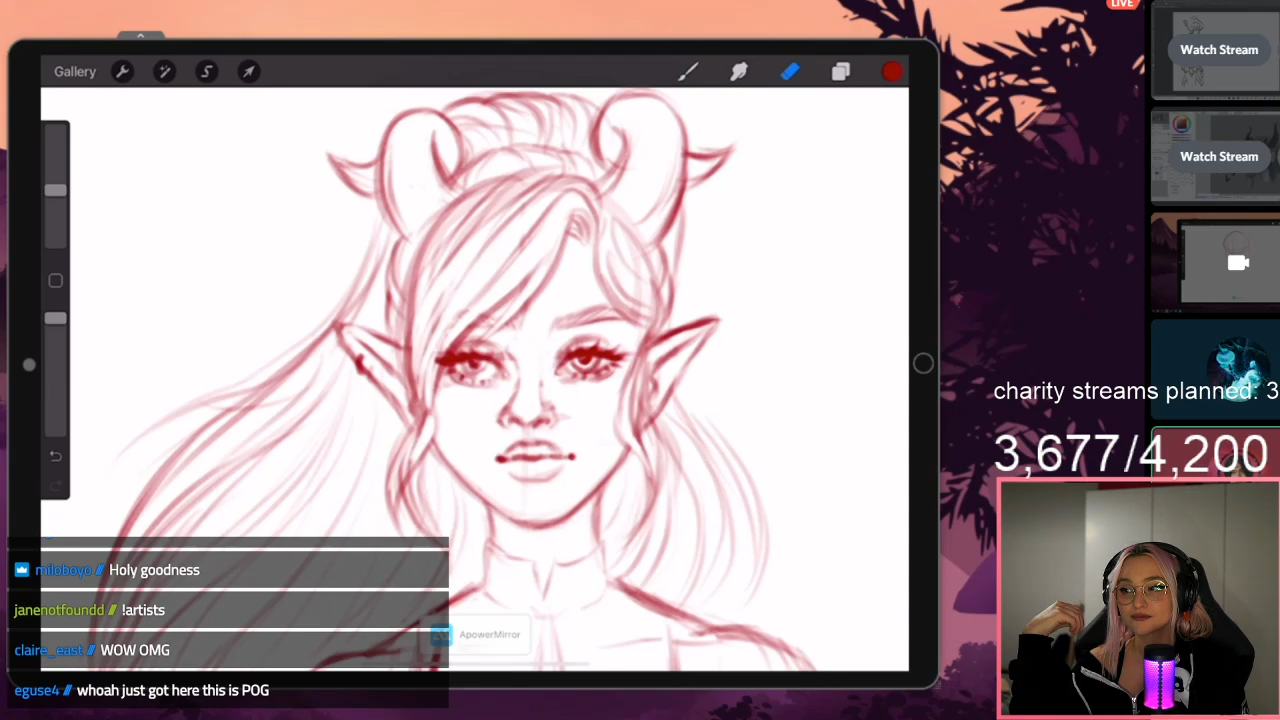 LIVE
Gallery
Watch Stream
Watch Stream
charity streams planned: 3
3,677/4,200
miloboyo // Holy goodness
janenotfoundd // !artists
claire_east // WOW OMG
eguse4 // whoah just got here this is POG
ApowerMirror